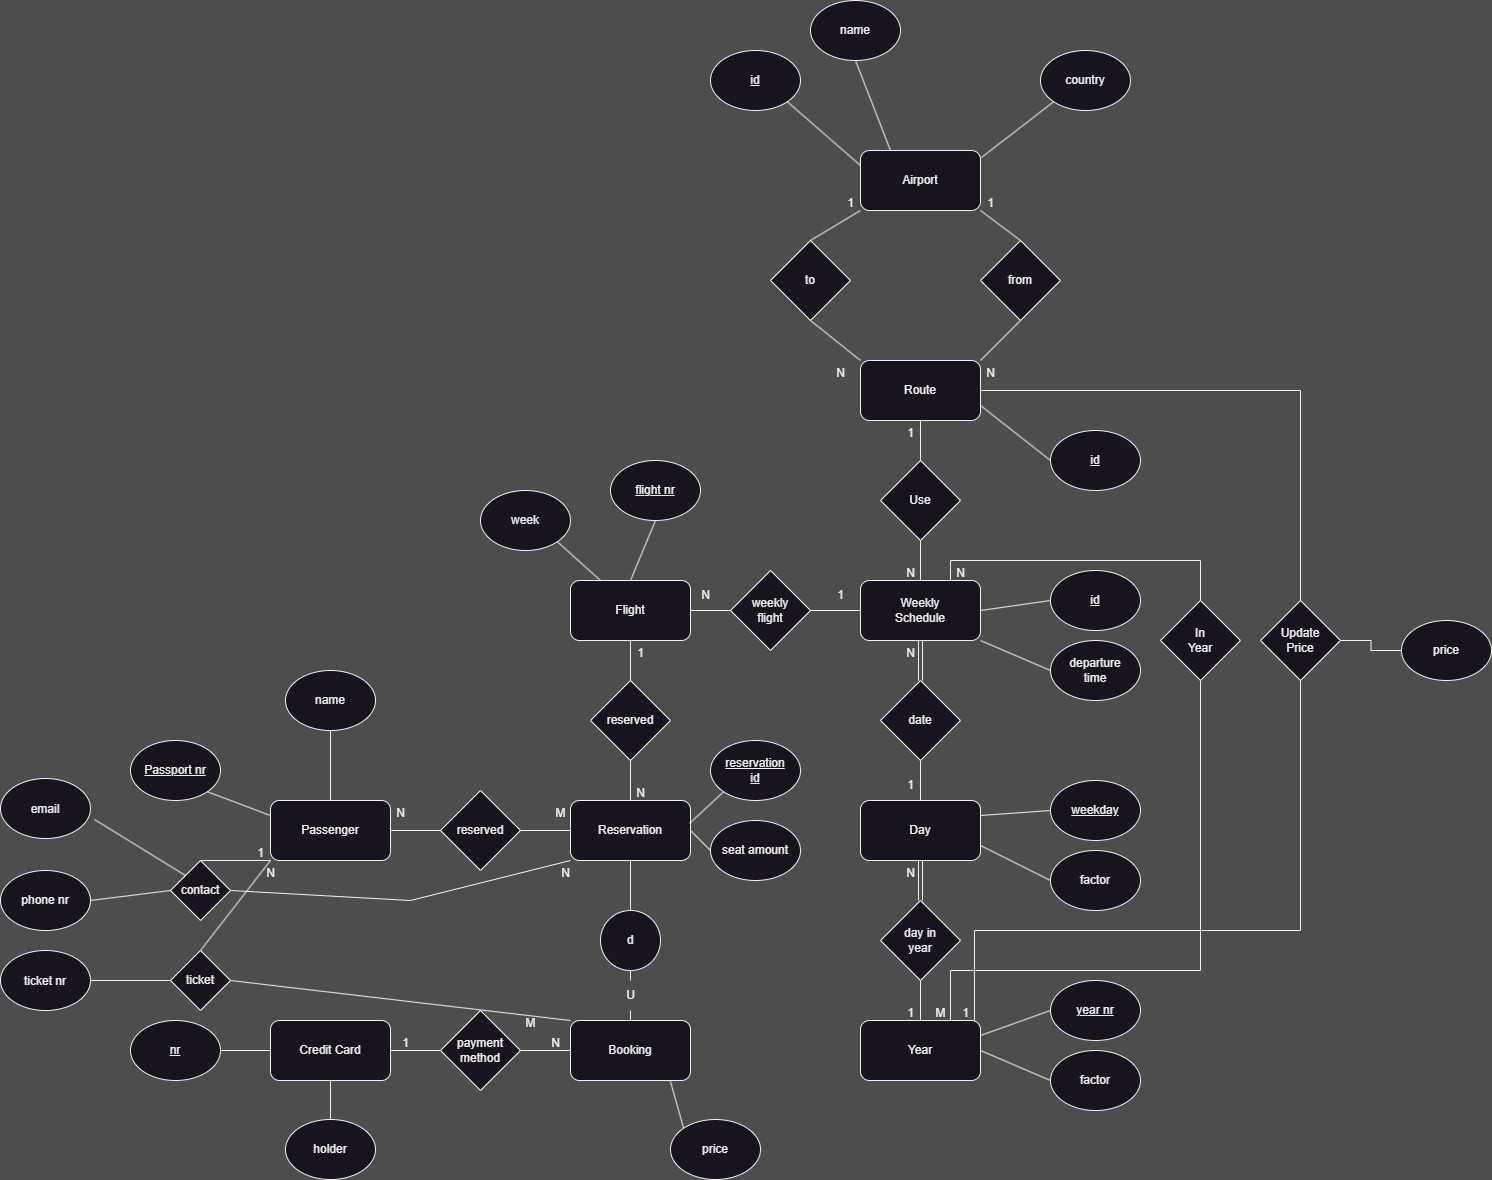 name
id
country
Airport
1
1
to
from
N
N
Route
1
id
flight nr
week
Use
N
N
Flight
N
weekly
flight
1
Weekly
Schedule
id
In
Year
Update
Price
price
1
N
departure
time
name
reserved
date
Passport nr
reservation
id
1
N
email
Passenger
N
reserved
M
Reservation
seat amount
Day
weekday
1
N
N
N
factor
contact
phone nr
d
day in
year
ticket nr
ticket
U
1
M
1
year nr
M
nr
Credit Card
1
payment
method
N
Booking
Year
factor
holder
price